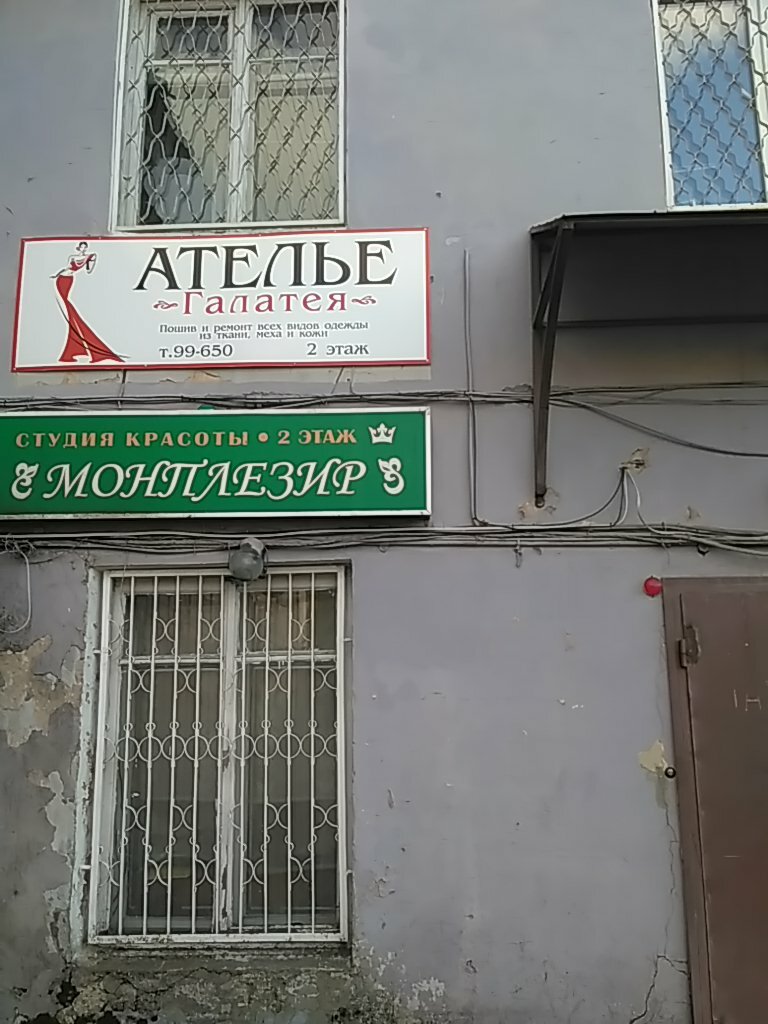 АТЕЛЬЕ
Галатея
Пошив и ремонт всех видов одежды
из ткани, меха и кожи
т.99-650 2 этаж
СТУДИЯ КРАСОТЫ • 2 ЭТАЖ
МОНПЛЕЗИР